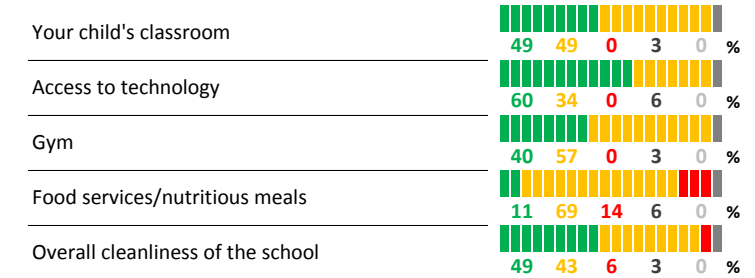 Your child's classroom
49 49 0 3 0 %
Access to technology
60 34 0 6 0 %
Gym
40 57 0 3 0 %
Food services/nutritious meals
11 69 14 6 0 %
Overall cleanliness of the school
49 43 6 3 0 %